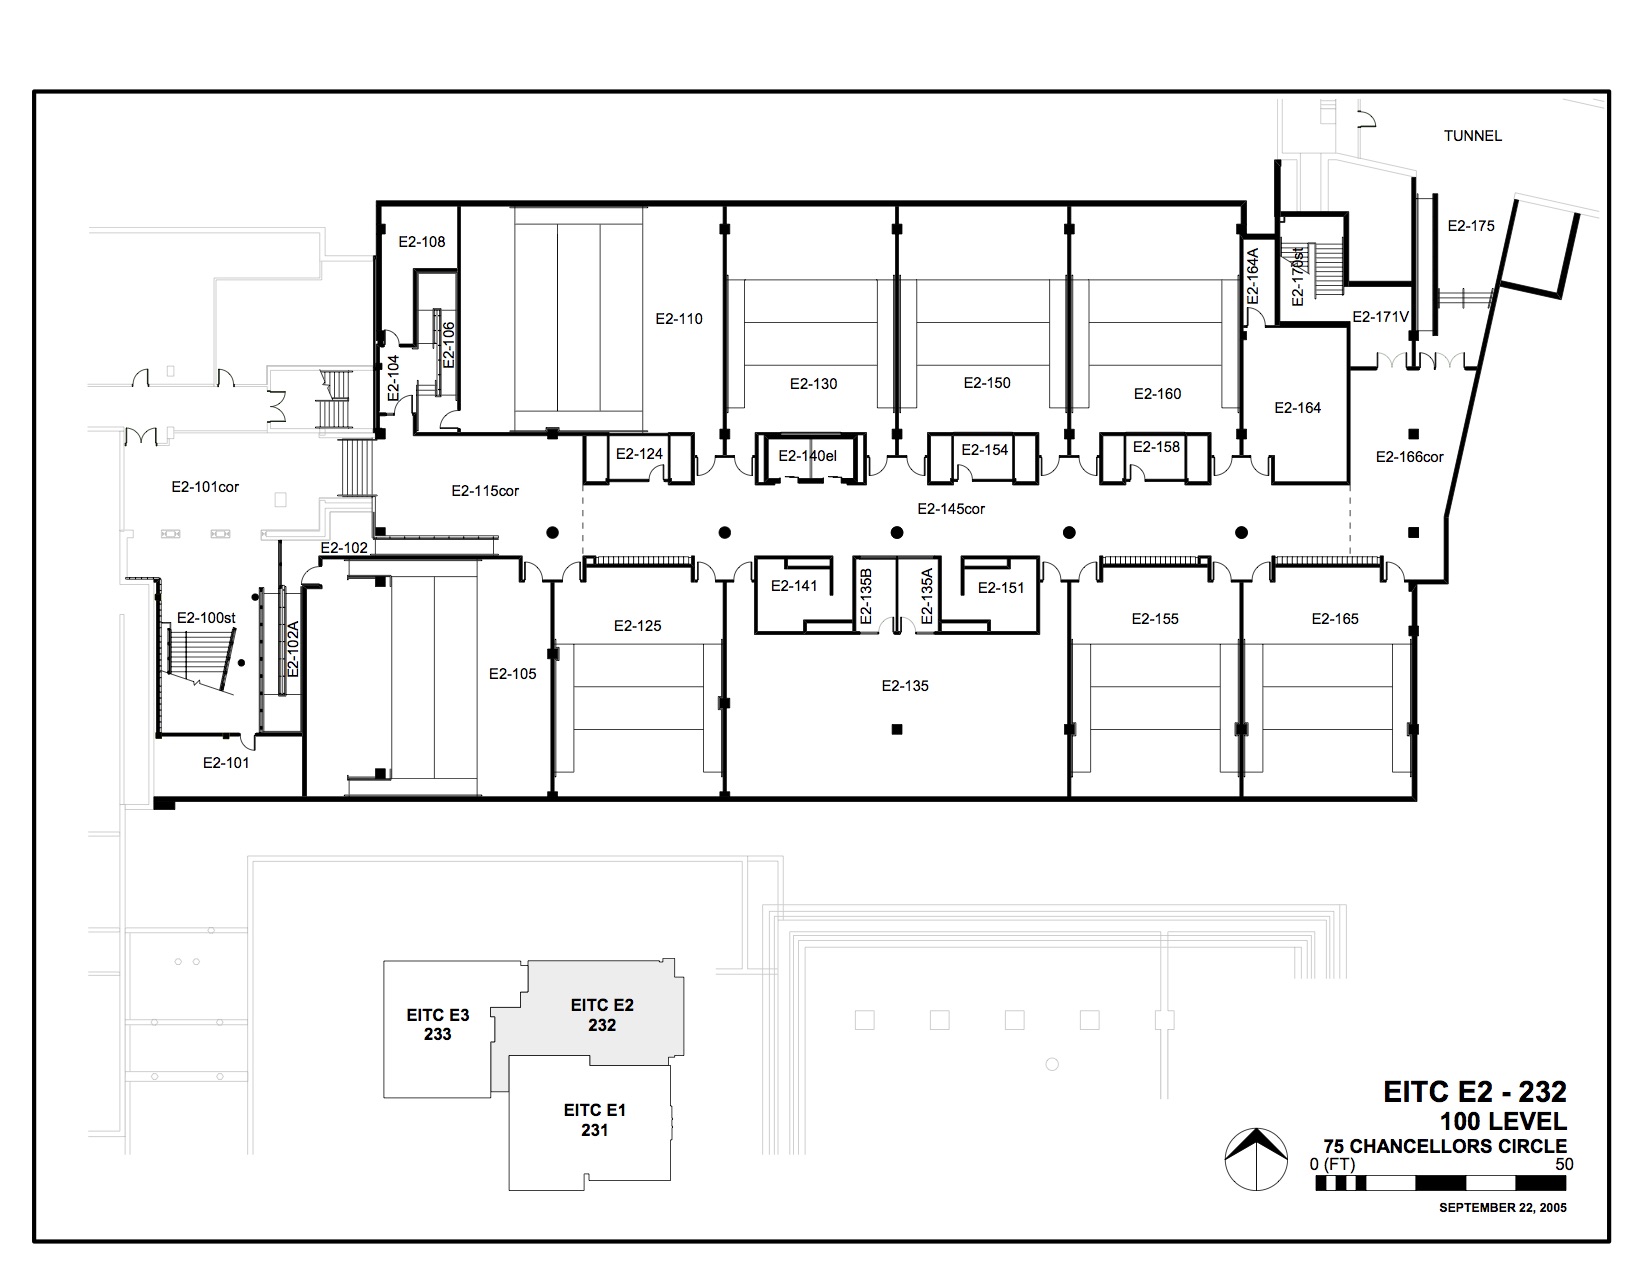 TUNNEL
E2-175
E2-108
E2-164A
E2-170st
E2-110
E2-171V
E2-106
E2-104
E2-130
E2-150
E2-160
E2-164
E2-124
E2-140el
E2-154
E2-158
E2-166cor
E2-101cor
E2-115cor
E2-145cor
E2-102
E2-141
E2-135B
E2-135A
E2-151
E2-100st
E2-102A
E2-125
E2-155
E2-165
E2-105
E2-135
E2-101
EITC E3
233
EITC E2
232
EITC E1
231
EITC E2 - 232
100 LEVEL
75 CHANCELLORS CIRCLE
0 (FT) 50
SEPTEMBER 22, 2005